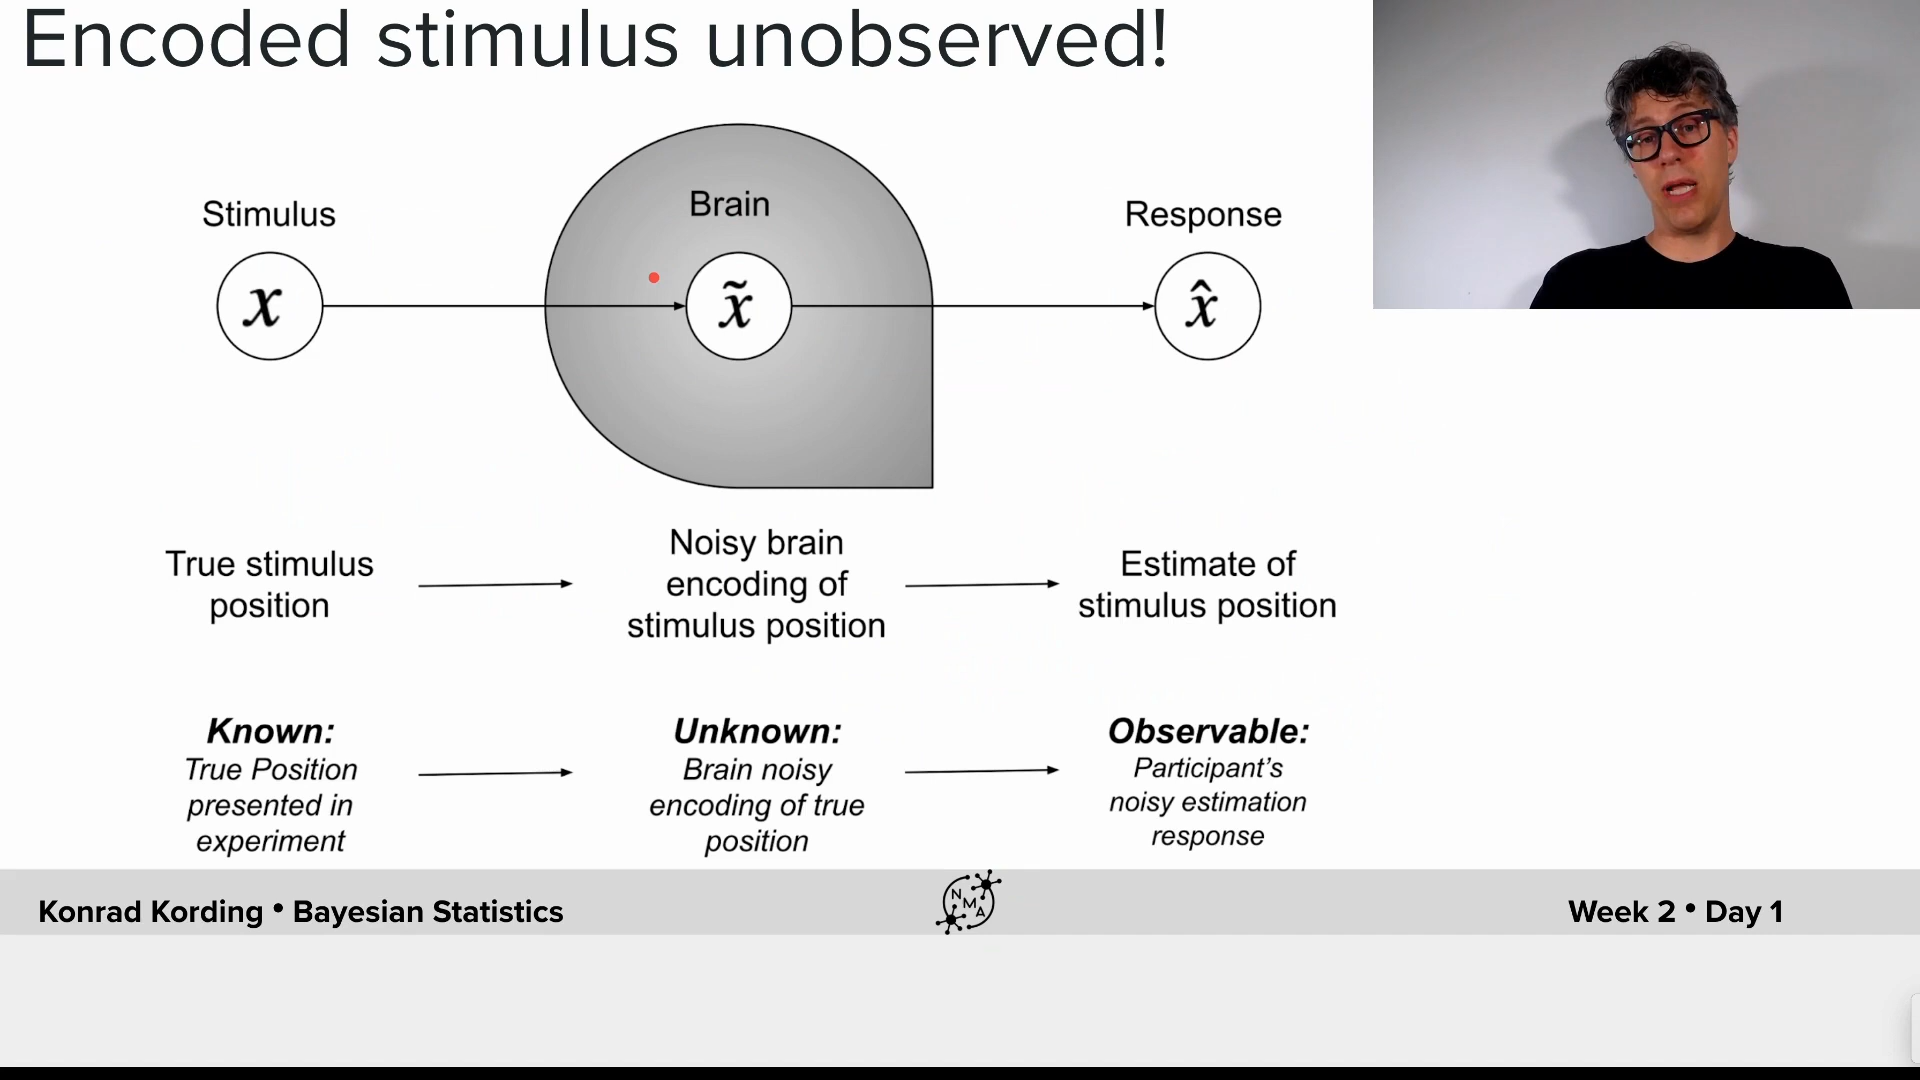 Encoded stimulus unobserved!
Stimulus
Brain
Response
x
x̃
x̂
True stimulus
position
Noisy brain
encoding of
stimulus position
Estimate of
stimulus position
Known:
True Position
presented in
experiment
Unknown:
Brain noisy
encoding of true
position
Observable:
Participant's
noisy estimation
response
Konrad Kording • Bayesian Statistics
N
M
A
Week 2 • Day 1